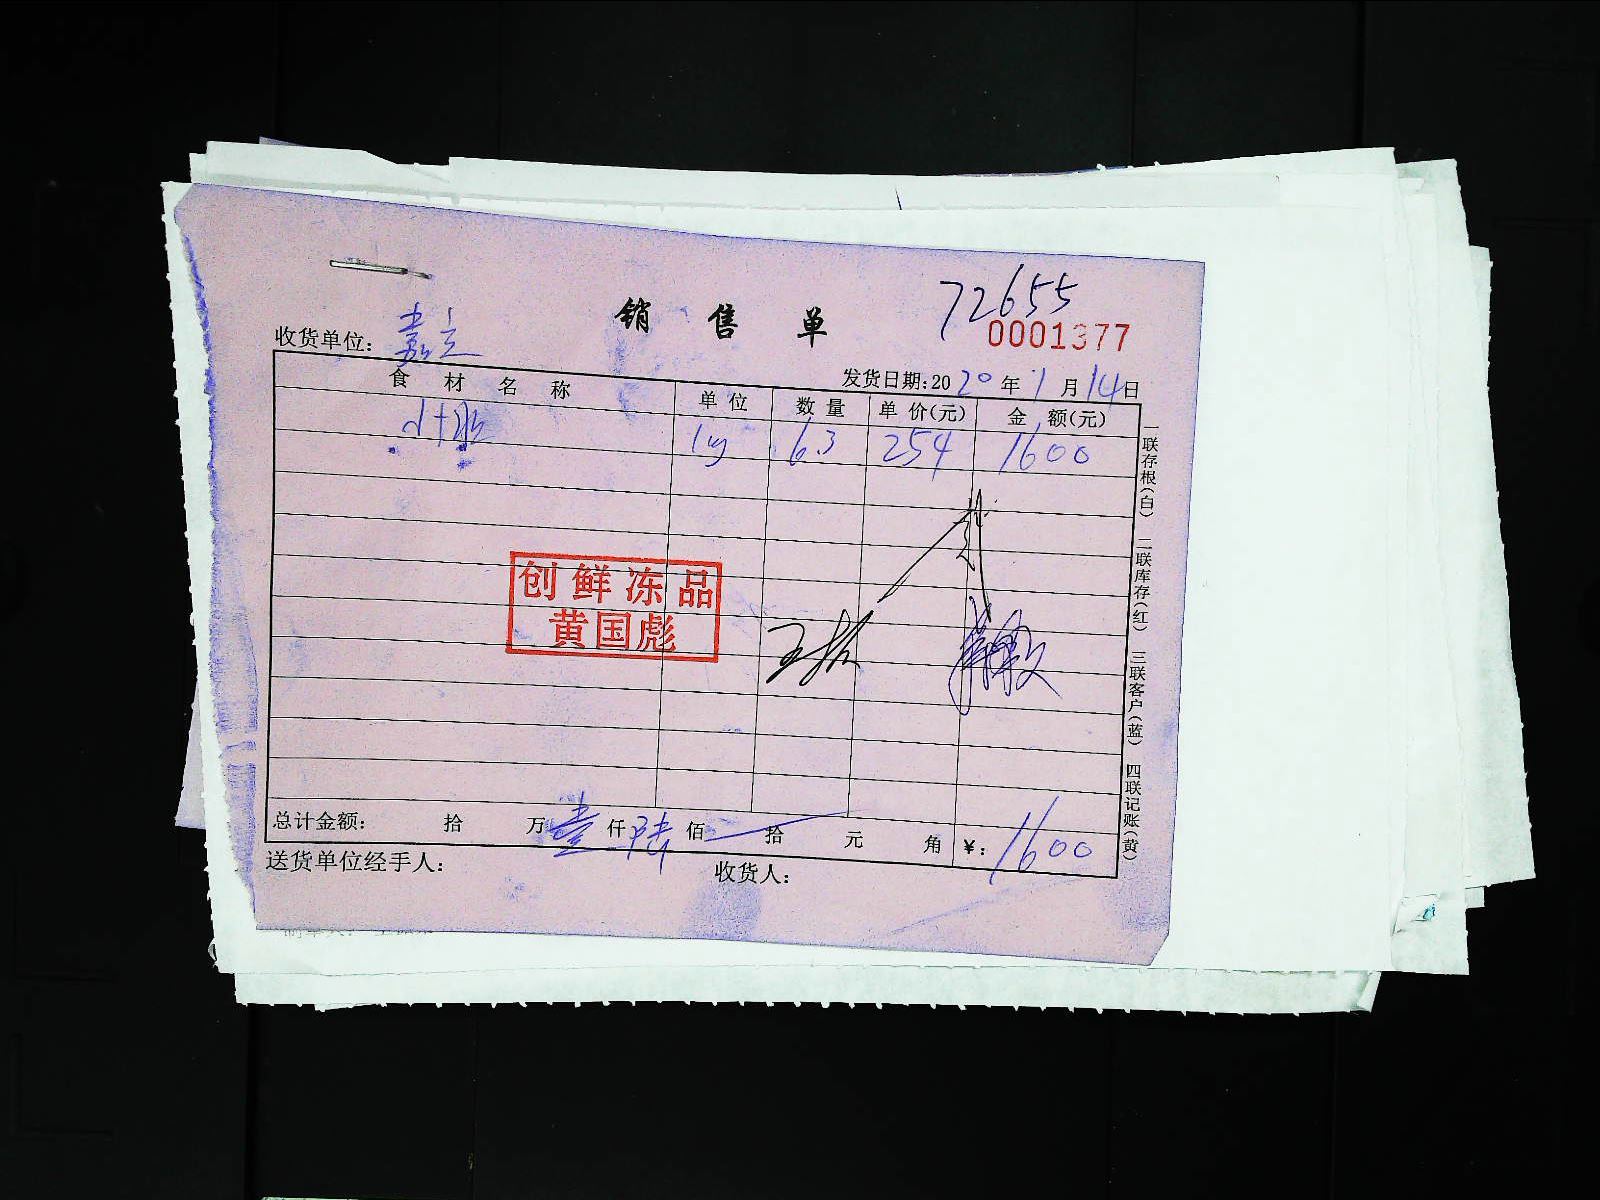 72655
销 售 单
0001377
收货单位: 嘉立
发货日期:2020年1月14日
食 材 名 称 单 位 数 量 单 价(元) 金 额(元)
6.3 254 1600
创鲜冻品
黄国彪
总计金额: 拾 万 壹 仟 陆 佰 拾 元 角 ¥: 1600
送货单位经手人: 收货人:
一联存根(白) 二联库存(红) 三联客户(蓝) 四联记账(黄)